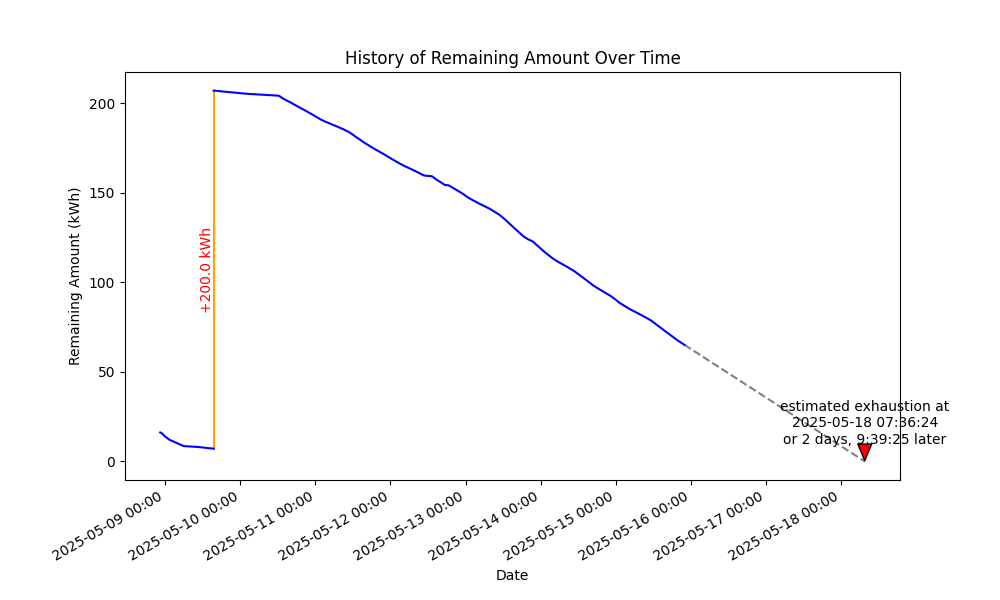 History of Remaining Amount Over Time
Remaining Amount (kWh)
200
150
100
50
0
+200.0 kWh
estimated exhaustion at
2025-05-18 07:36:24
or 2 days, 9:39:25 later
2025-05-09 00:00
2025-05-10 00:00
2025-05-11 00:00
2025-05-12 00:00
2025-05-13 00:00
2025-05-14 00:00
2025-05-15 00:00
2025-05-16 00:00
2025-05-17 00:00
2025-05-18 00:00
Date